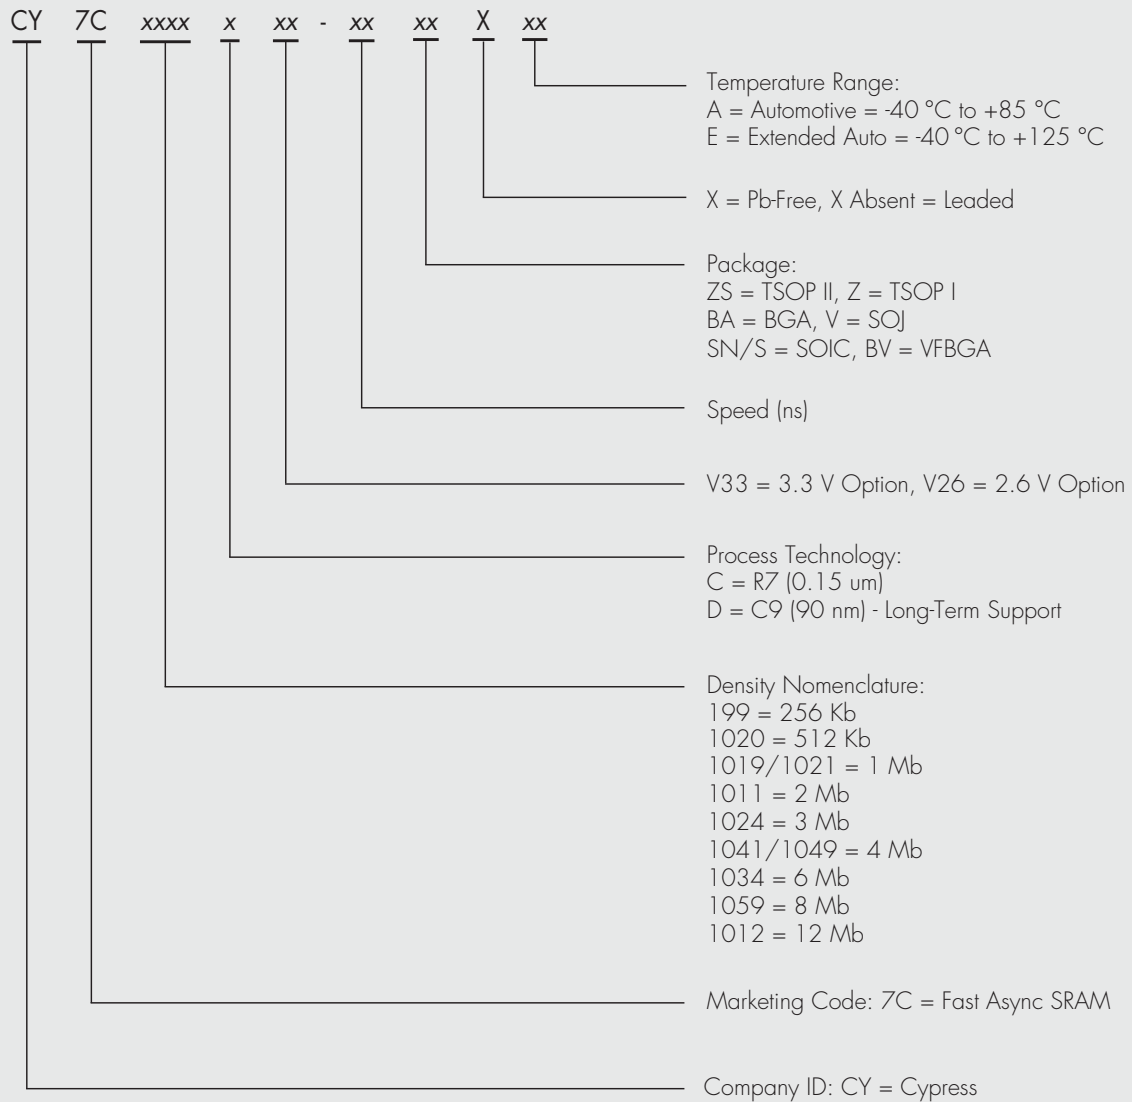 CY 7C xxxx x xx - xx xx X xx
Temperature Range:
A = Automotive = -40 °C to +85 °C
E = Extended Auto = -40 °C to +125 °C
X = Pb-Free, X Absent = Leaded
Package:
ZS = TSOP II, Z = TSOP I
BA = BGA, V = SOJ
SN/S = SOIC, BV = VFBGA
Speed (ns)
V33 = 3.3 V Option, V26 = 2.6 V Option
Process Technology:
C = R7 (0.15 um)
D = C9 (90 nm) - Long-Term Support
Density Nomenclature:
199 = 256 Kb
1020 = 512 Kb
1019/1021 = 1 Mb
1011 = 2 Mb
1024 = 3 Mb
1041/1049 = 4 Mb
1034 = 6 Mb
1059 = 8 Mb
1012 = 12 Mb
Marketing Code: 7C = Fast Async SRAM
Company ID: CY = Cypress